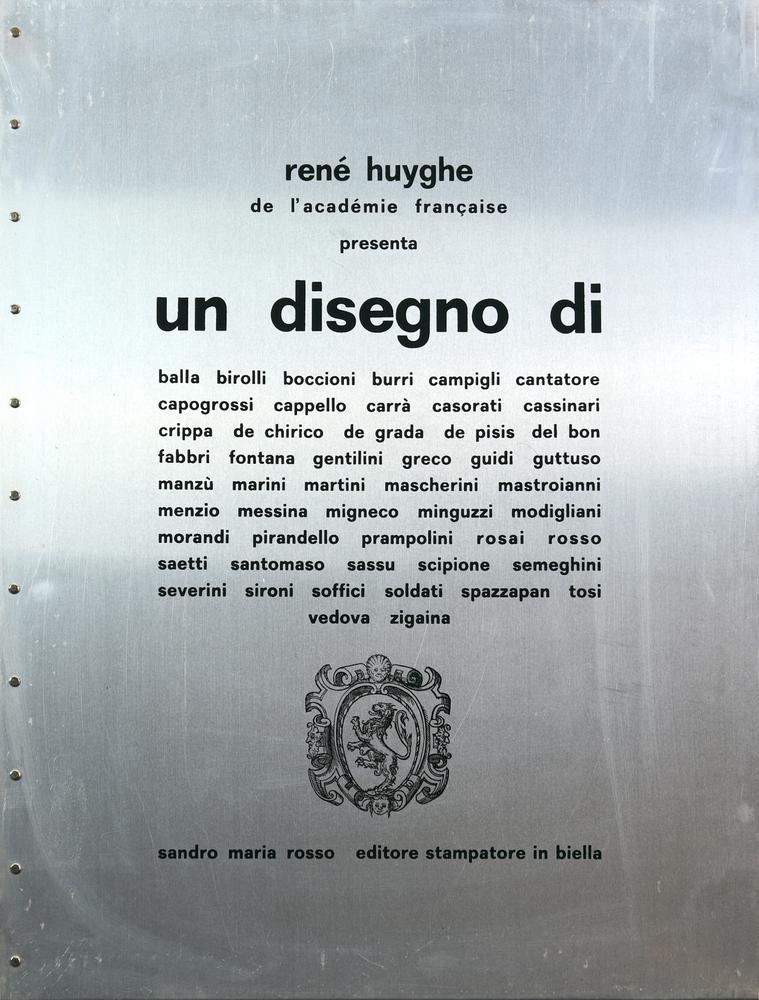 rené huyghe
de l'académie française
presenta
un disegno di
balla birolli boccioni burri campigli cantatore
capogrossi cappello carrà casorati cassinari
crippa de chirico de grada de pisis del bon
fabbri fontana gentilini greco guidi guttuso
manzù marini martini mascherini mastroianni
menzio messina migneco minguzzi modigliani
morandi pirandello prampolini rosai rosso
saetti santomaso sassu scipione semeghini
severini sironi soffici soldati spazzapan tosi
vedova zigaina
sandro maria rosso editore stampatore in biella